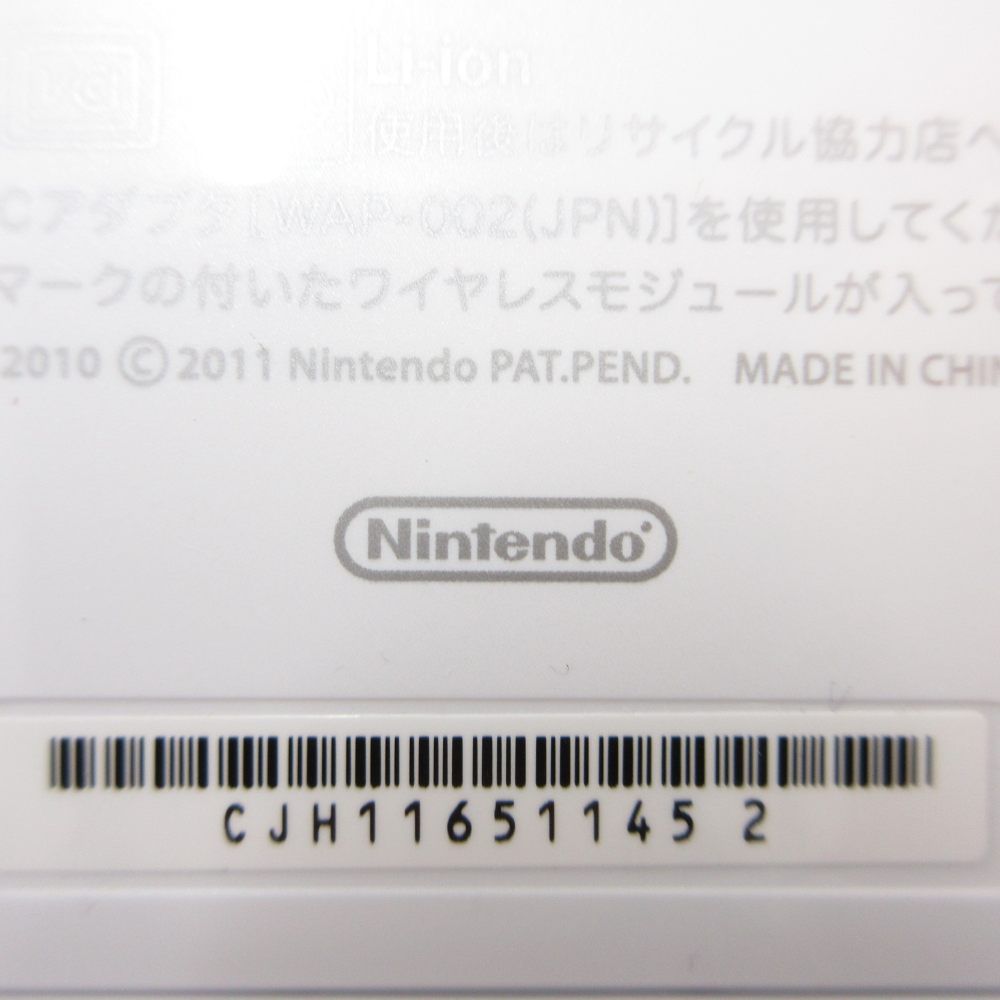 Li-ion
使用後はリサイクル協力店へ
Cアダプタ[WAP-002(JPN)]を使用してくだ
マークの付いたワイヤレスモジュールが入って
2010 © 2011 Nintendo PAT.PEND. MADE IN CHIN
Nintendo
CJH11651145 2